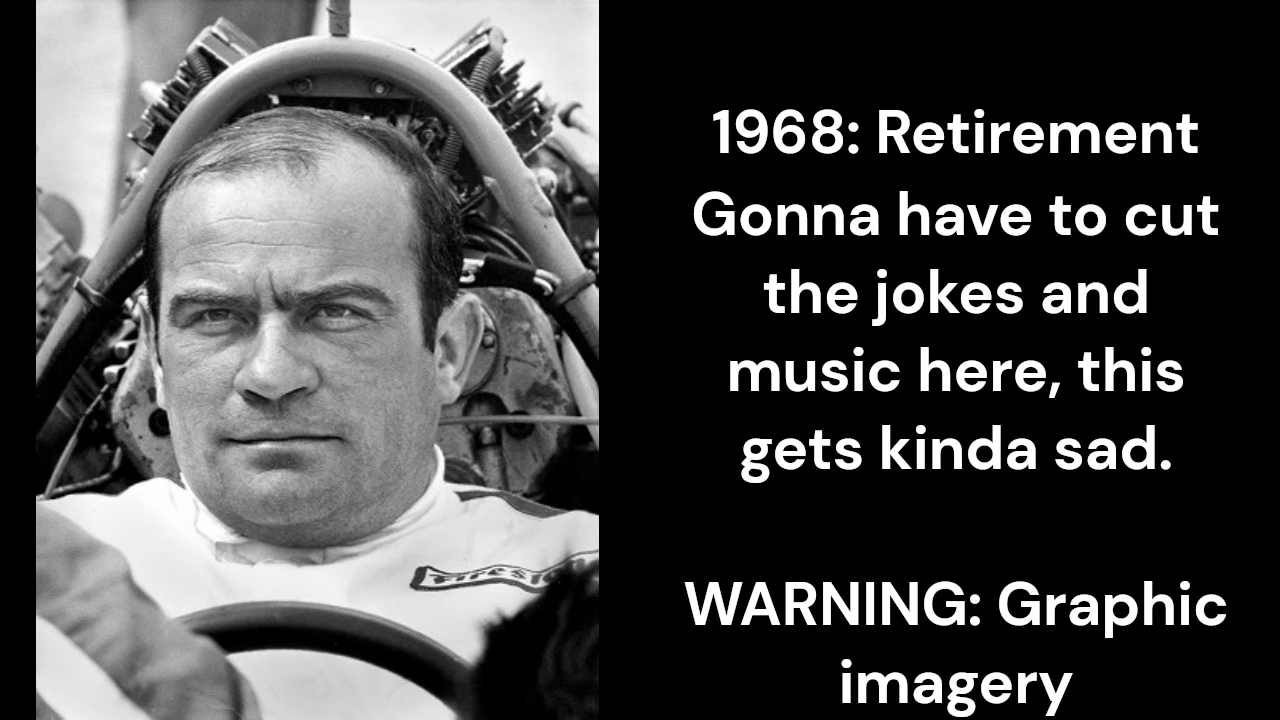 1968: Retirement
Gonna have to cut
the jokes and
music here, this
gets kinda sad.
WARNING: Graphic
imagery